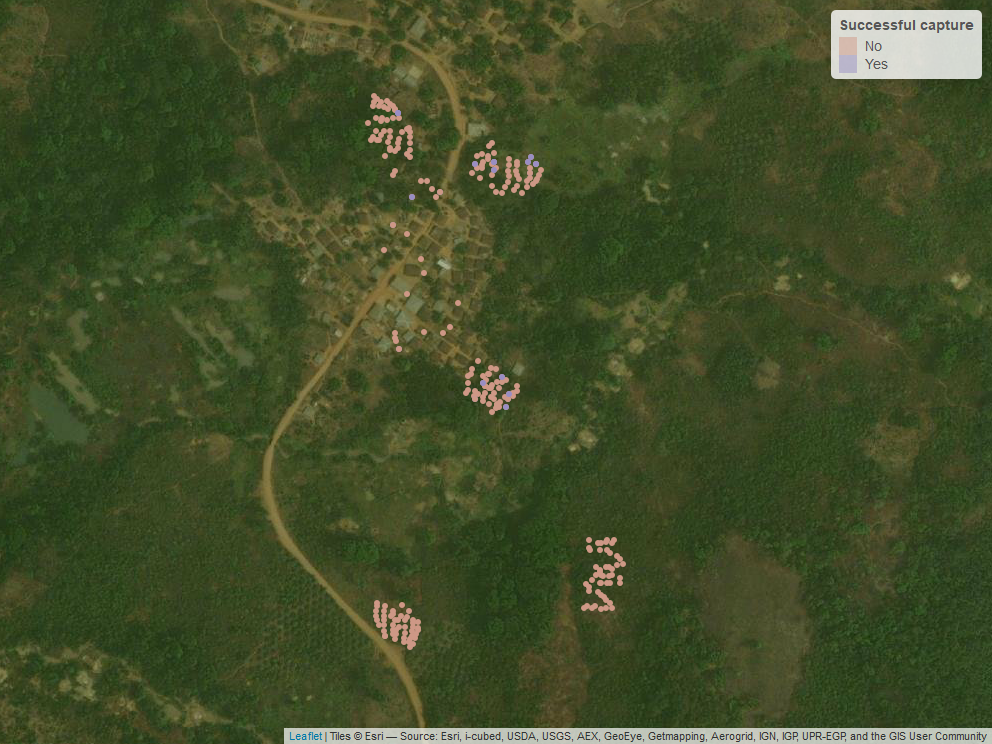 Successful capture
No
Yes
Leaflet | Tiles © Esri — Source: Esri, i-cubed, USDA, USGS, AEX, GeoEye, Getmapping, Aerogrid, IGN, IGP, UPR-EGP, and the GIS User Community